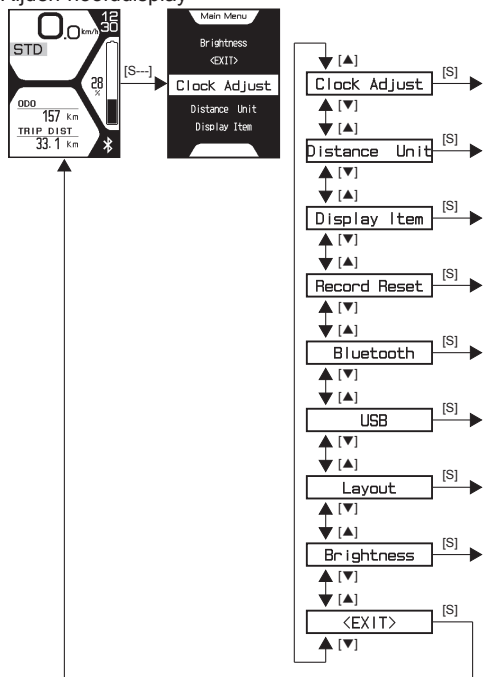 0.0 km/h
12
30
STD
28
%
ODO
157 Km
TRIP DIST
33.1 Km
[S---]
Main Menu
Brightness
<EXIT>
Clock Adjust
Distance Unit
Display Item
[▲]
Clock Adjust
[S]
[▼]
[▲]
Distance Unit
[S]
[▼]
[▲]
Display Item
[S]
[▼]
[▲]
Record Reset
[S]
[▼]
[▲]
Bluetooth
[S]
[▼]
[▲]
USB
[S]
[▼]
[▲]
Layout
[S]
[▼]
[▲]
Brightness
[S]
[▼]
[▲]
<EXIT>
[S]
[▼]